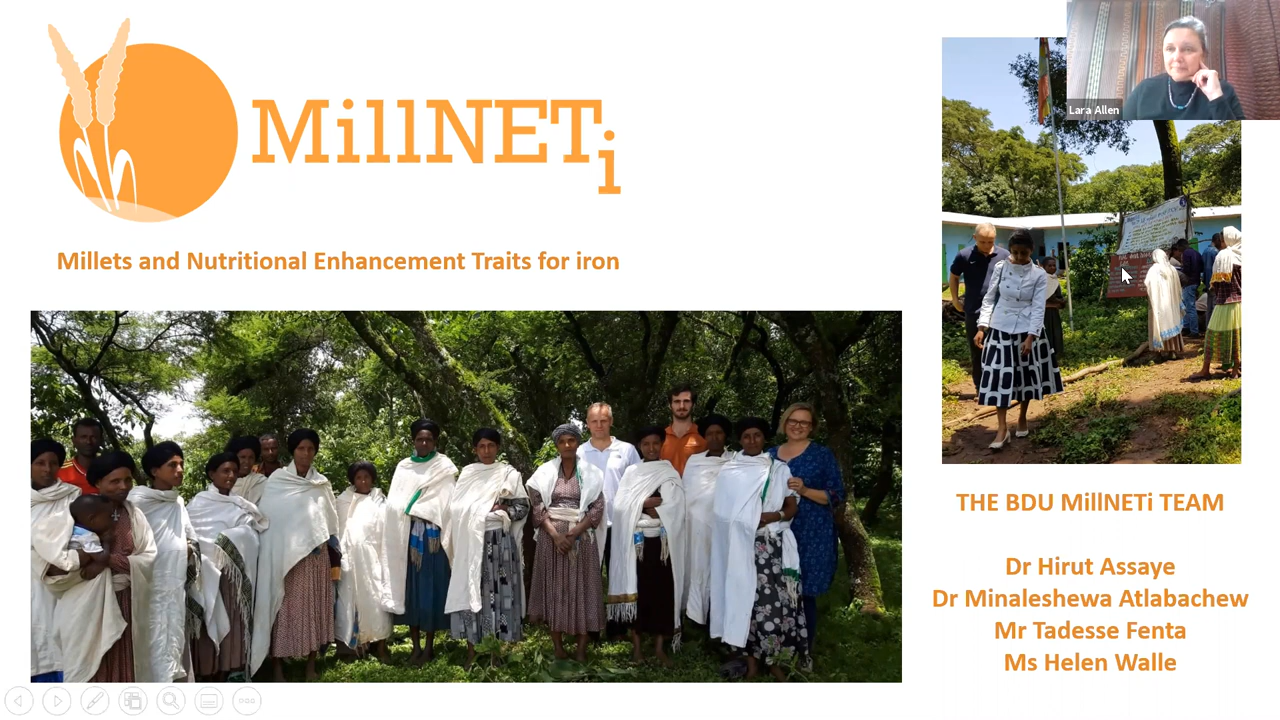 MillNETi
Millets and Nutritional Enhancement Traits for iron
Lara Allen
THE BDU MillNETi TEAM
Dr Hirut Assaye
Dr Minaleshewa Atlabachew
Mr Tadesse Fenta
Ms Helen Walle